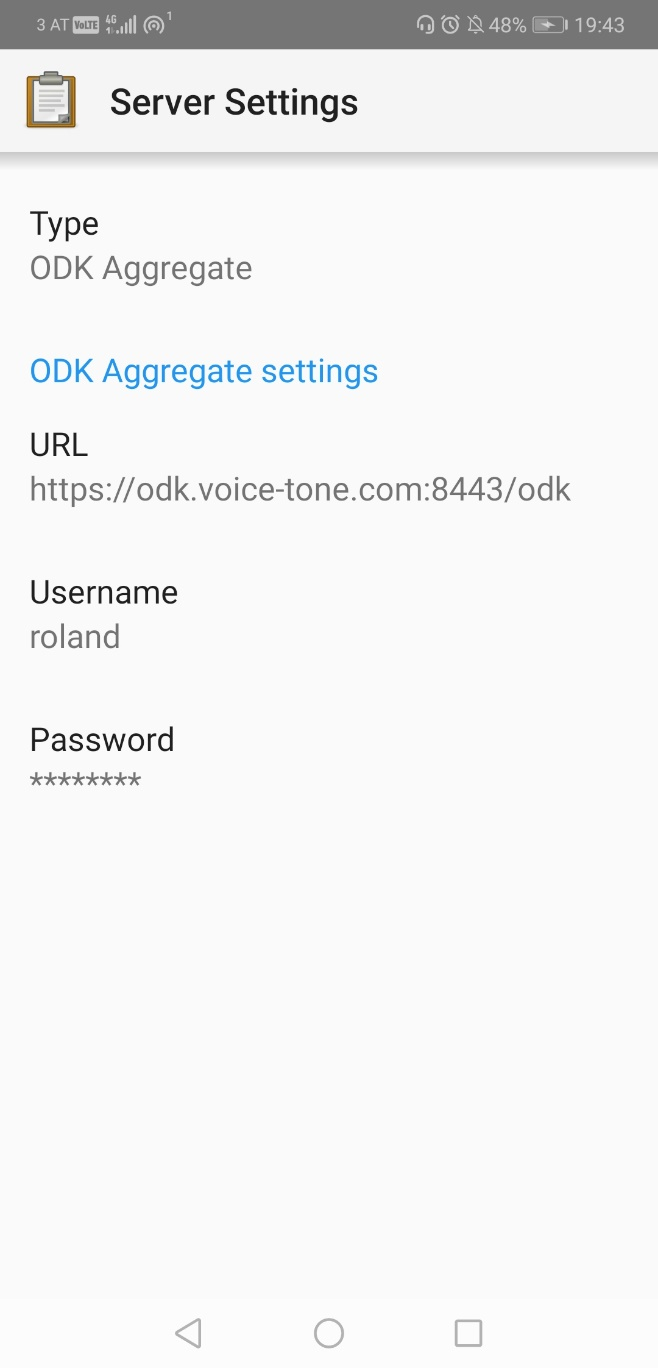 3 AT VoLTE 4G 1 48% 19:43
Server Settings
Type
ODK Aggregate
ODK Aggregate settings
URL
https://odk.voice-tone.com:8443/odk
Username
roland
Password
********